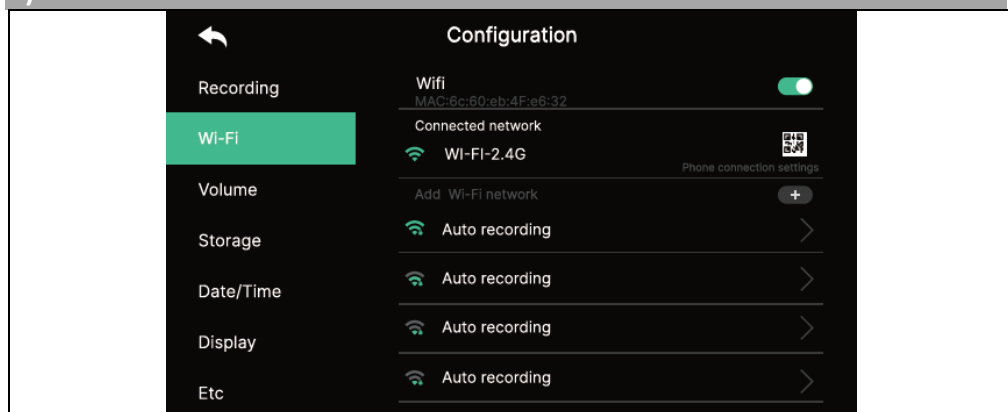 Configuration
Recording
Wi-Fi
Volume
Storage
Date/Time
Display
Etc
Wifi
MAC:6c:60:eb:4F:e6:32
Connected network
WI-FI-2.4G
Phone connection settings
Add Wi-Fi network
+
Auto recording
Auto recording
Auto recording
Auto recording